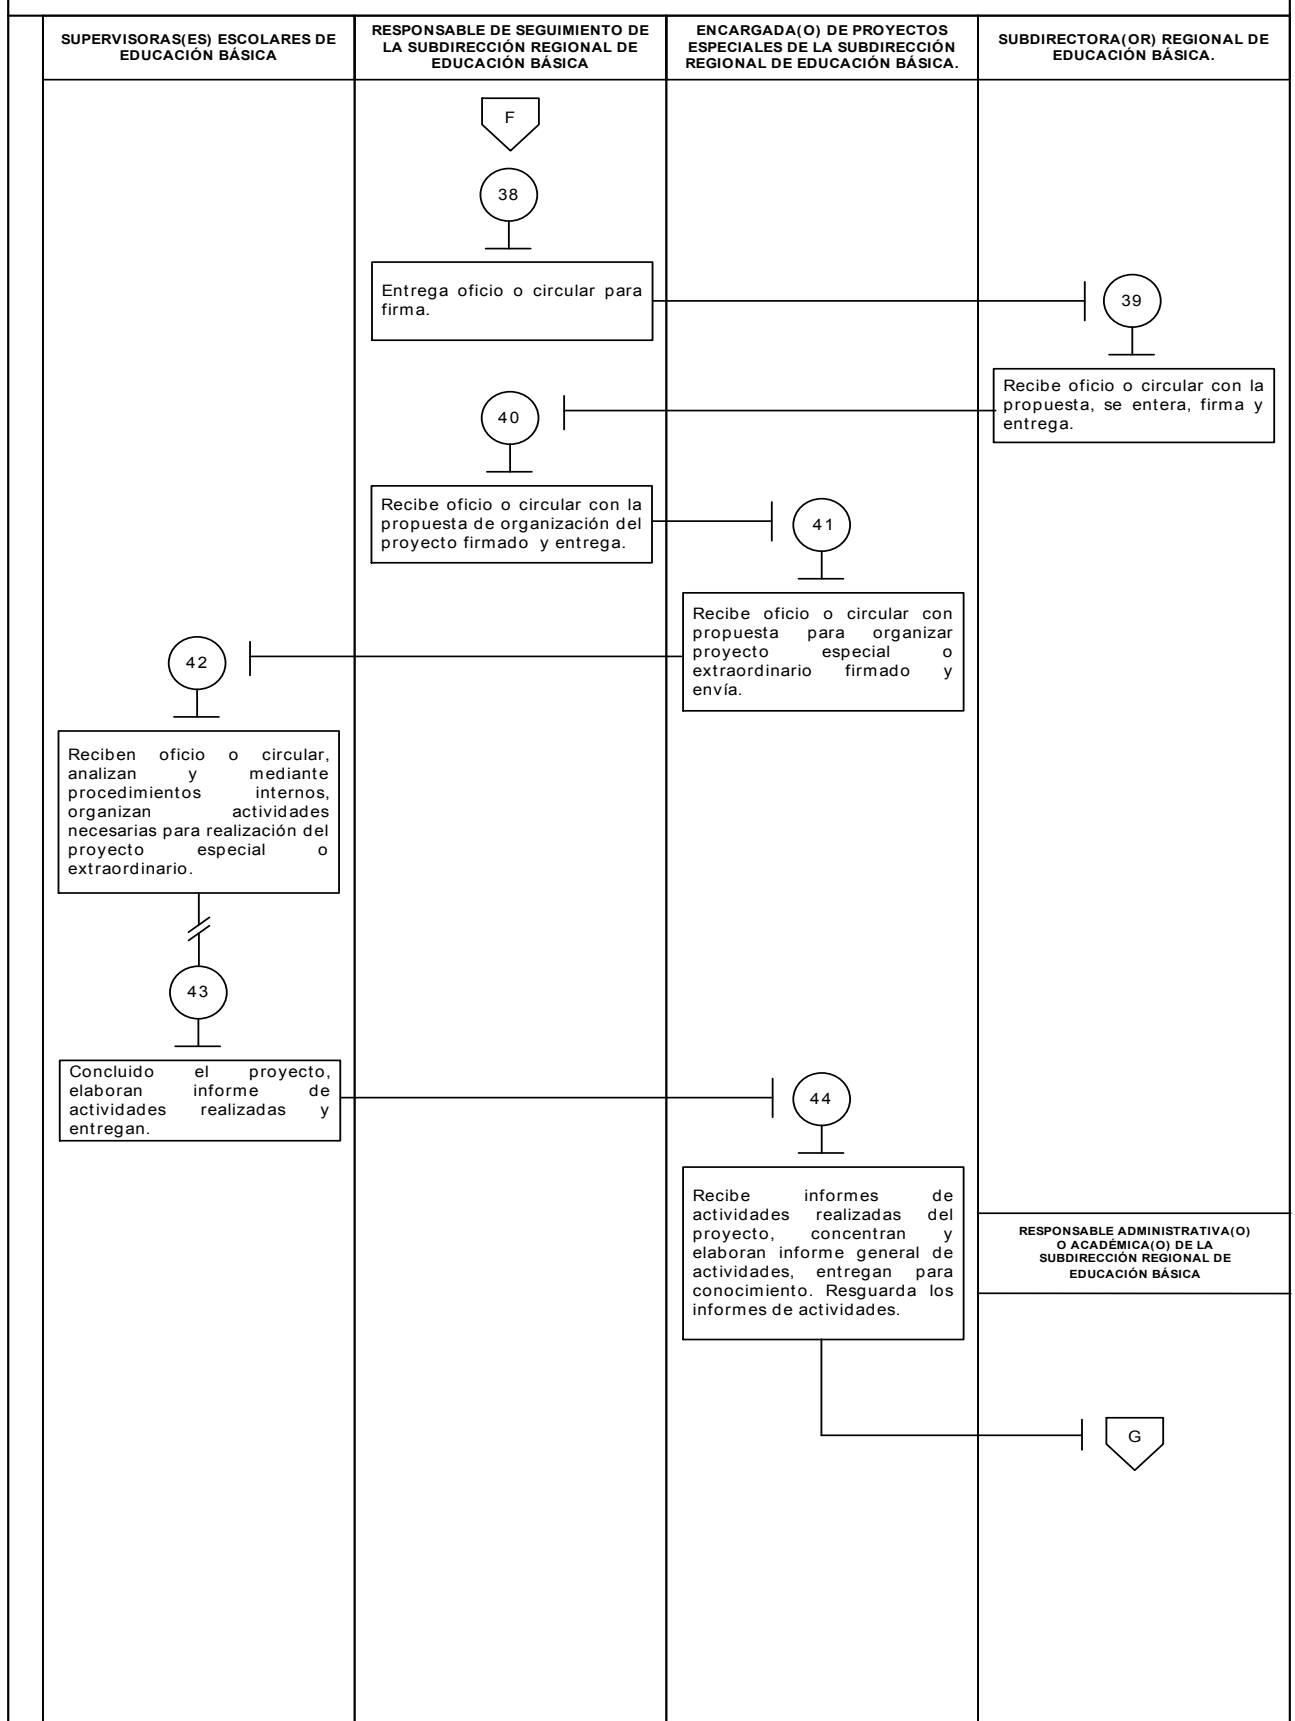 SUPERVISORAS(ES) ESCOLARES DE
EDUCACIÓN BÁSICA
RESPONSABLE DE SEGUIMIENTO DE
LA SUBDIRECCIÓN REGIONAL DE
EDUCACIÓN BÁSICA
ENCARGADA(O) DE PROYECTOS
ESPECIALES DE LA SUBDIRECCIÓN
REGIONAL DE EDUCACIÓN BÁSICA.
SUBDIRECTORA(OR) REGIONAL DE
EDUCACIÓN BÁSICA.
F
38
Entrega oficio o circular para
firma.
39
Recibe oficio o circular con la
propuesta, se entera, firma y
entrega.
40
Recibe oficio o circular con la
propuesta de organización del
proyecto firmado y entrega.
41
Recibe oficio o circular con
propuesta para organizar
proyecto especial o
extraordinario firmado y
envía.
42
Reciben oficio o circular,
analizan y mediante
procedimientos internos,
organizan actividades
necesarias para realización del
proyecto especial o
extraordinario.
43
Concluido el proyecto,
elaboran informe de
actividades realizadas y
entregan.
44
Recibe informes de
actividades realizadas del
proyecto, concentran y
elaboran informe general de
actividades, entregan para
conocimiento. Resguarda los
informes de actividades.
RESPONSABLE ADMINISTRATIVA(O)
O ACADÉMICA(O) DE LA
SUBDIRECCIÓN REGIONAL DE
EDUCACIÓN BÁSICA
G